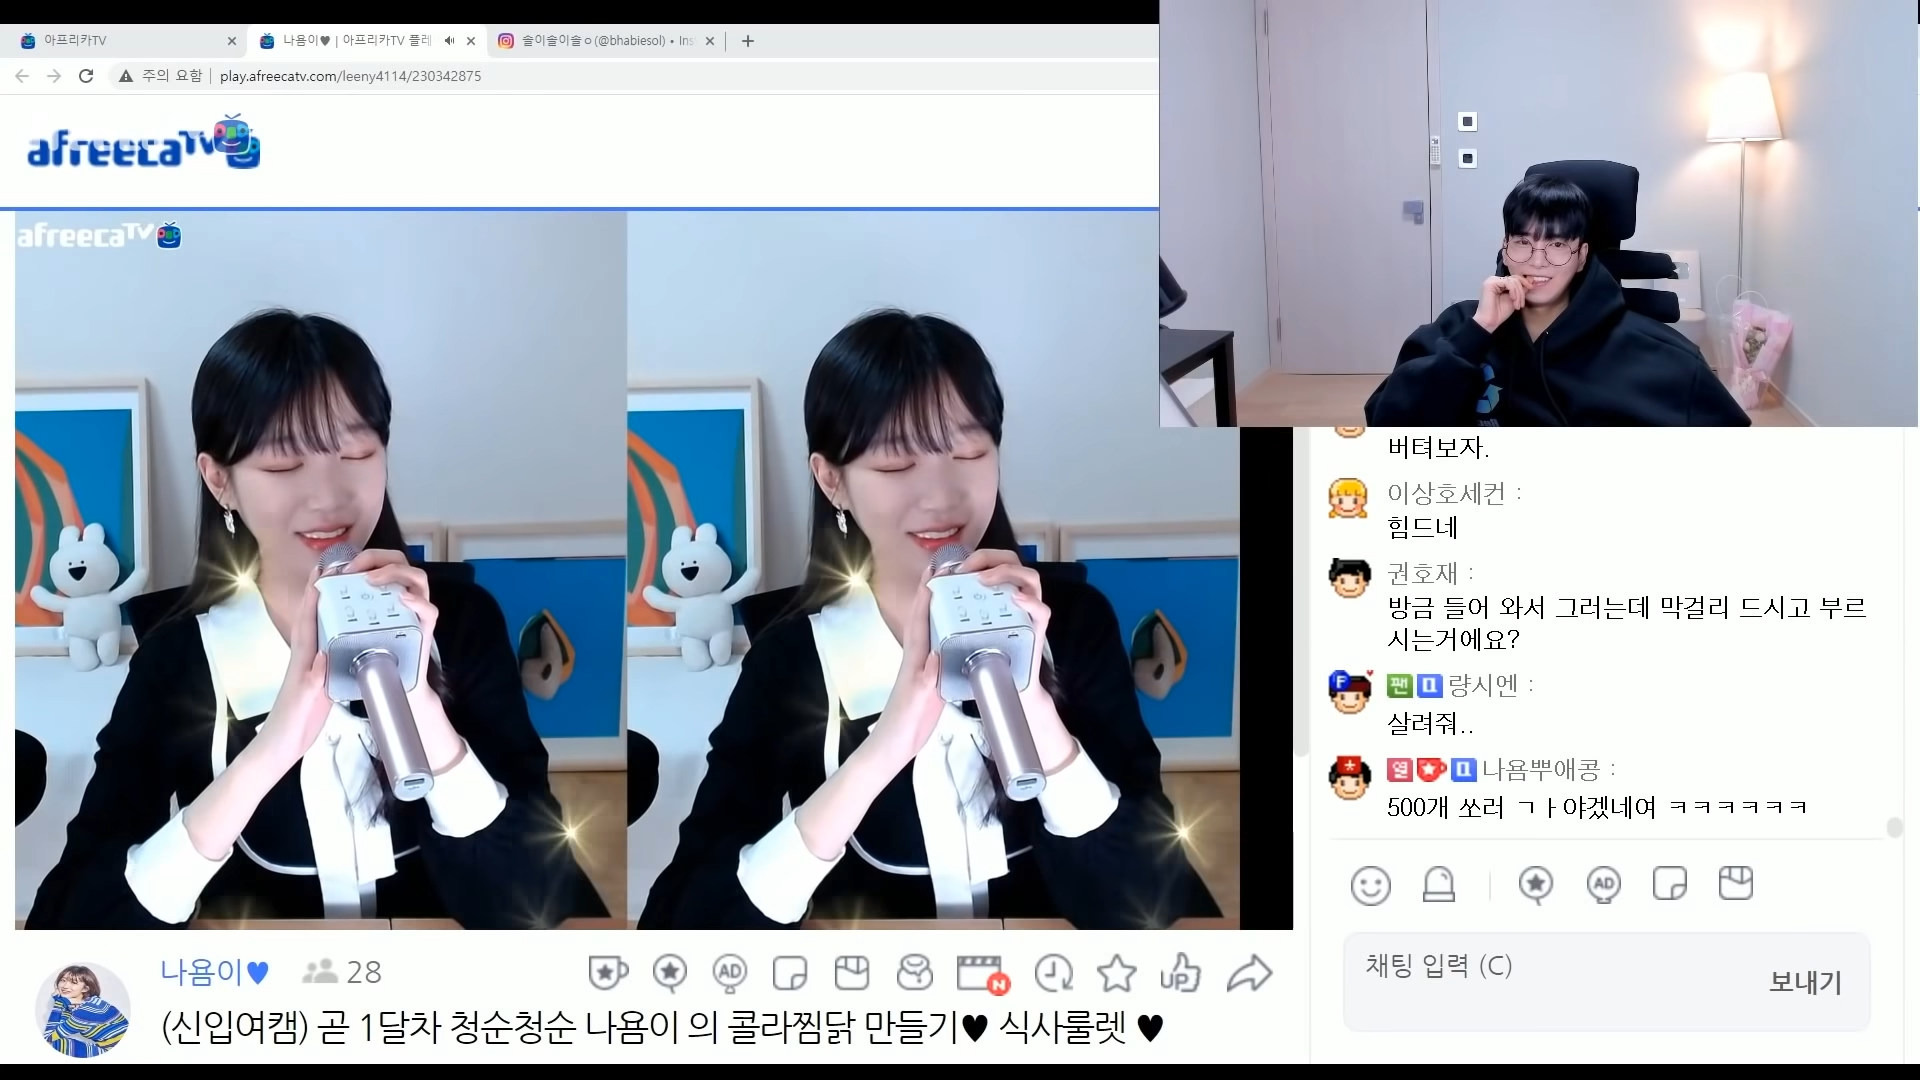 아프리카TV
나욤이♥ | 아프리카TV 플레
솔이솔이솔ㅇ(@bhabiesol) • Ins
주의 요함 | play.afreecatv.com/leeny4114/230342875
afreecaTV
afreecaTV
버텨보자.
이상호세컨 :
힘드네
권호재 :
방금 들어 와서 그러는데 막걸리 드시고 부르
시는거에요?
팬 량시엔 :
살려줘..
열 나욤뿌애콩 :
500개 쏘러 ㄱㅏ야겠네여 ㅋㅋㅋㅋㅋㅋ
나욤이♥ 28
AD
N
UP
AD
채팅 입력 (C)
보내기
(신입여캠) 곧 1달차 청순청순 나욤이 의 콜라찜닭 만들기♥ 식사룰렛 ♥